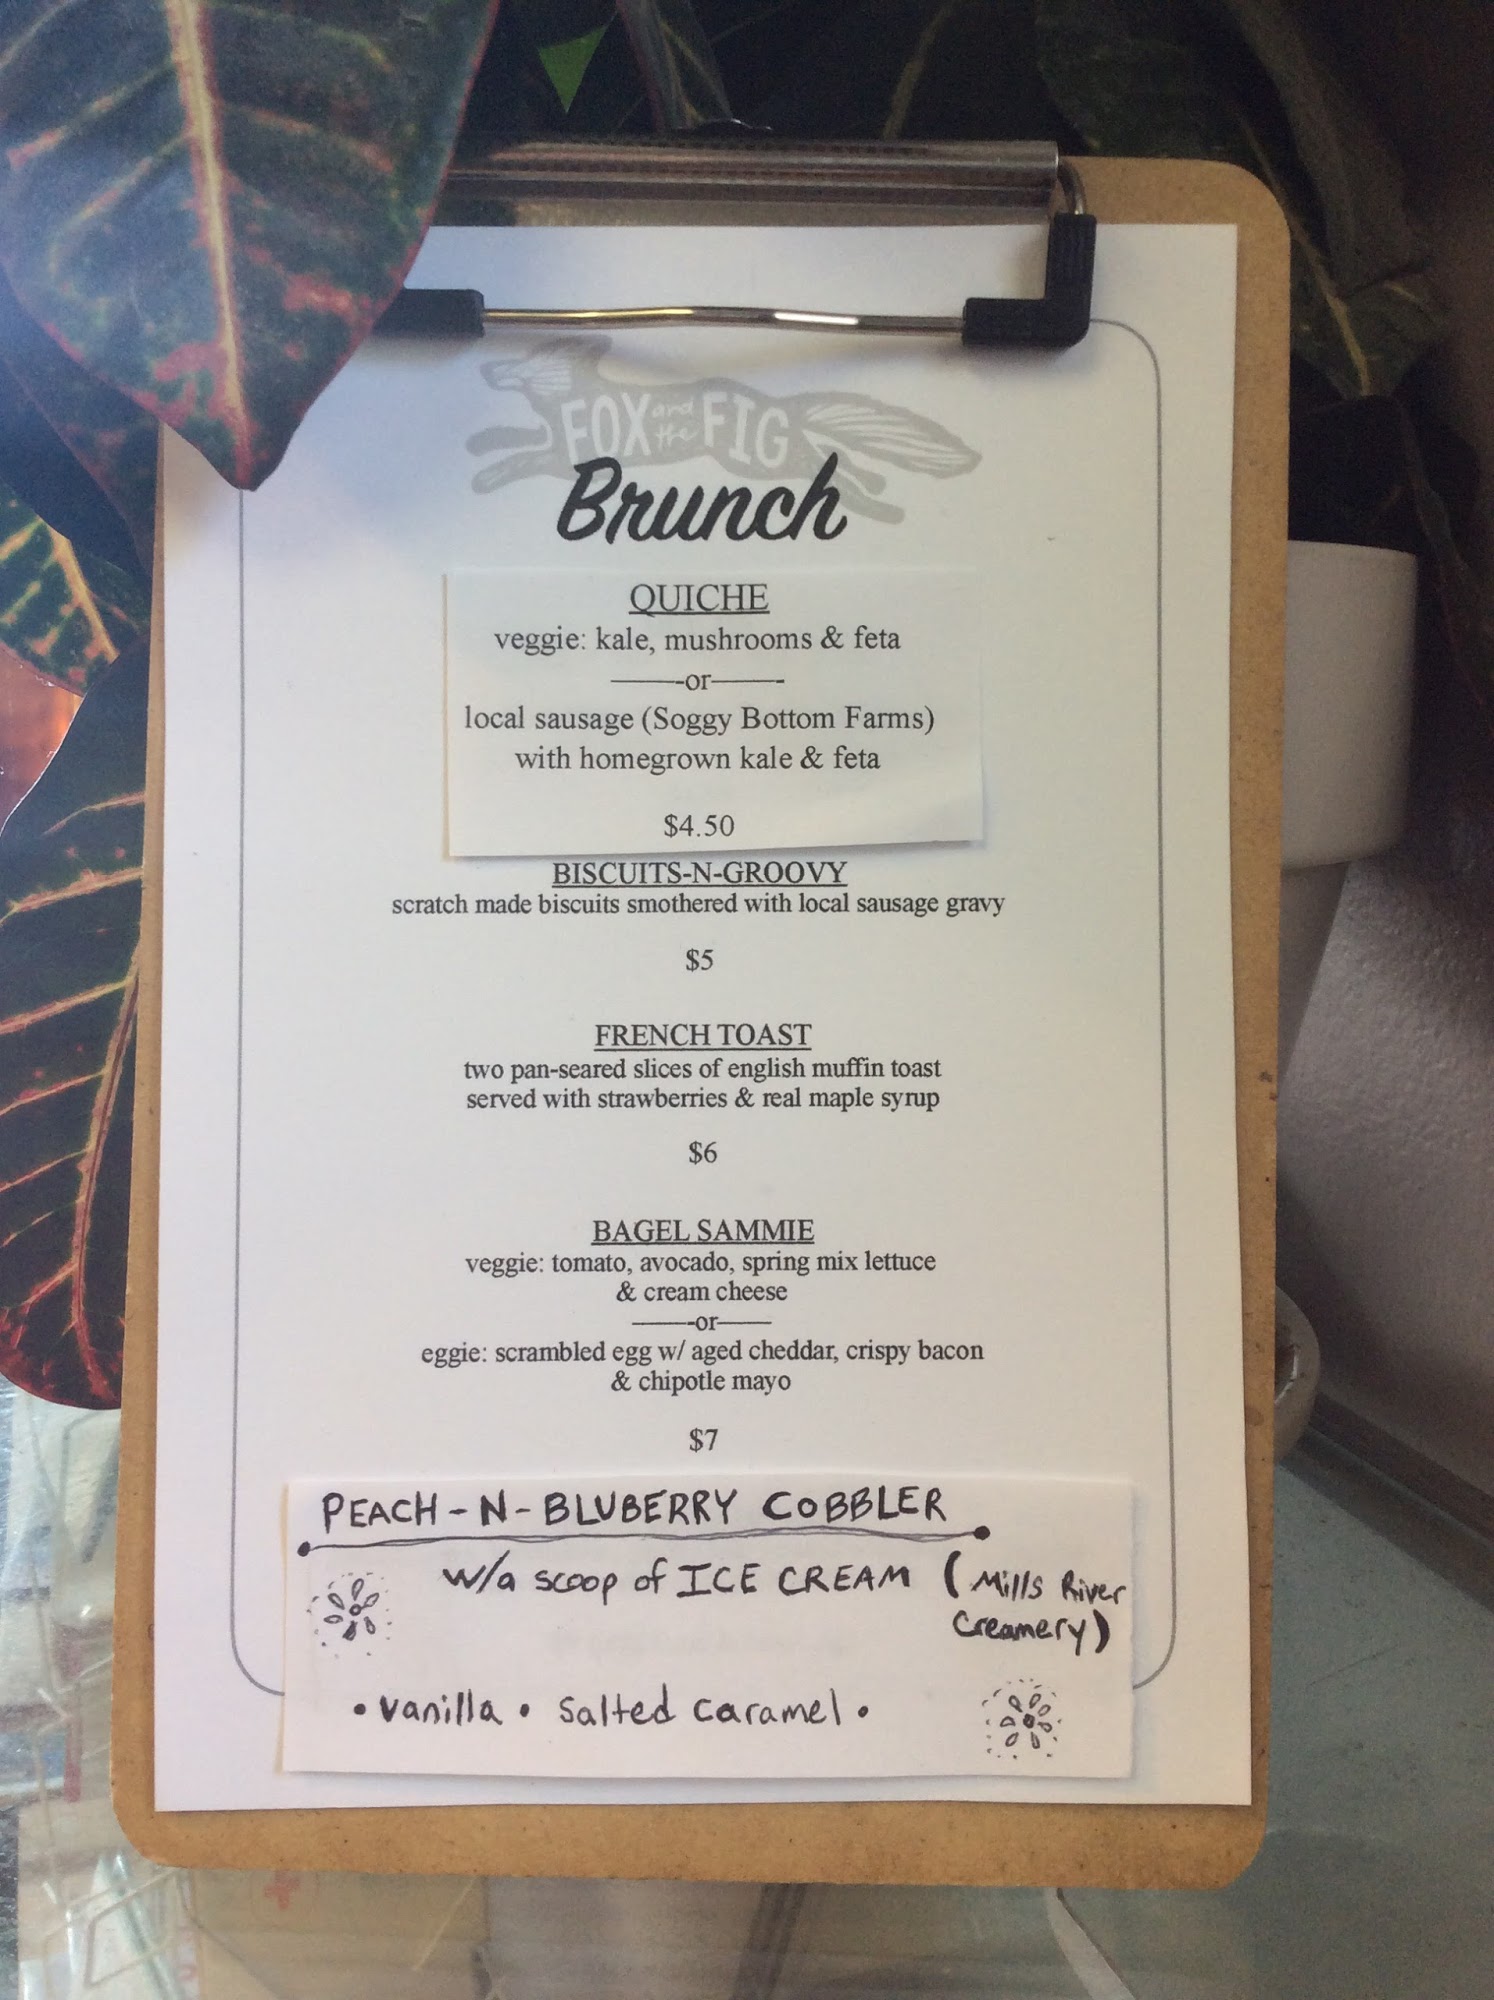 FOX and the FIG
Brunch
QUICHE
veggie: kale, mushrooms & feta
———-or———-
local sausage (Soggy Bottom Farms)
with homegrown kale & feta
$4.50
BISCUITS-N-GROOVY
scratch made biscuits smothered with local sausage gravy
$5
FRENCH TOAST
two pan-seared slices of english muffin toast
served with strawberries & real maple syrup
$6
BAGEL SAMMIE
veggie: tomato, avocado, spring mix lettuce
& cream cheese
———-or———
eggie: scrambled egg w/ aged cheddar, crispy bacon
& chipotle mayo
$7
PEACH-N-BLUBERRY COBBLER
w/a scoop of ICE CREAM (Mills River
Creamery)
• vanilla • salted caramel •